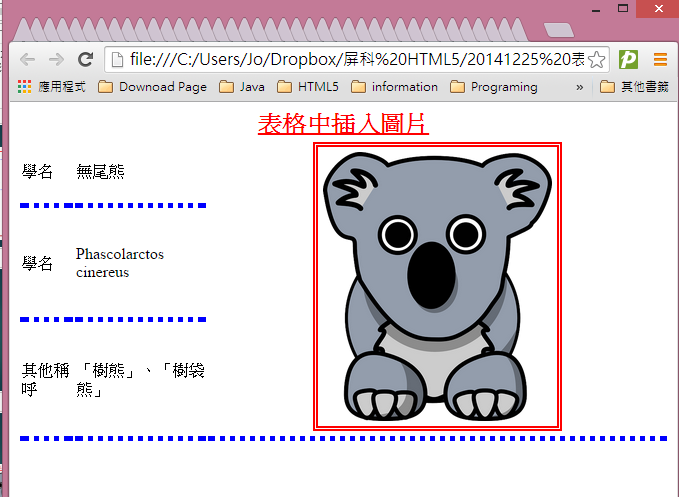 file:///C:/Users/Jo/Dropbox/屏科%20HTML5/20141225%20表
應用程式 Downoad Page Java HTML5 information Programing » 其他書籤
表格中插入圖片
學名 無尾熊
學名 Phascolarctos
cinereus
其他稱 「樹熊」、「樹袋
呼 熊」